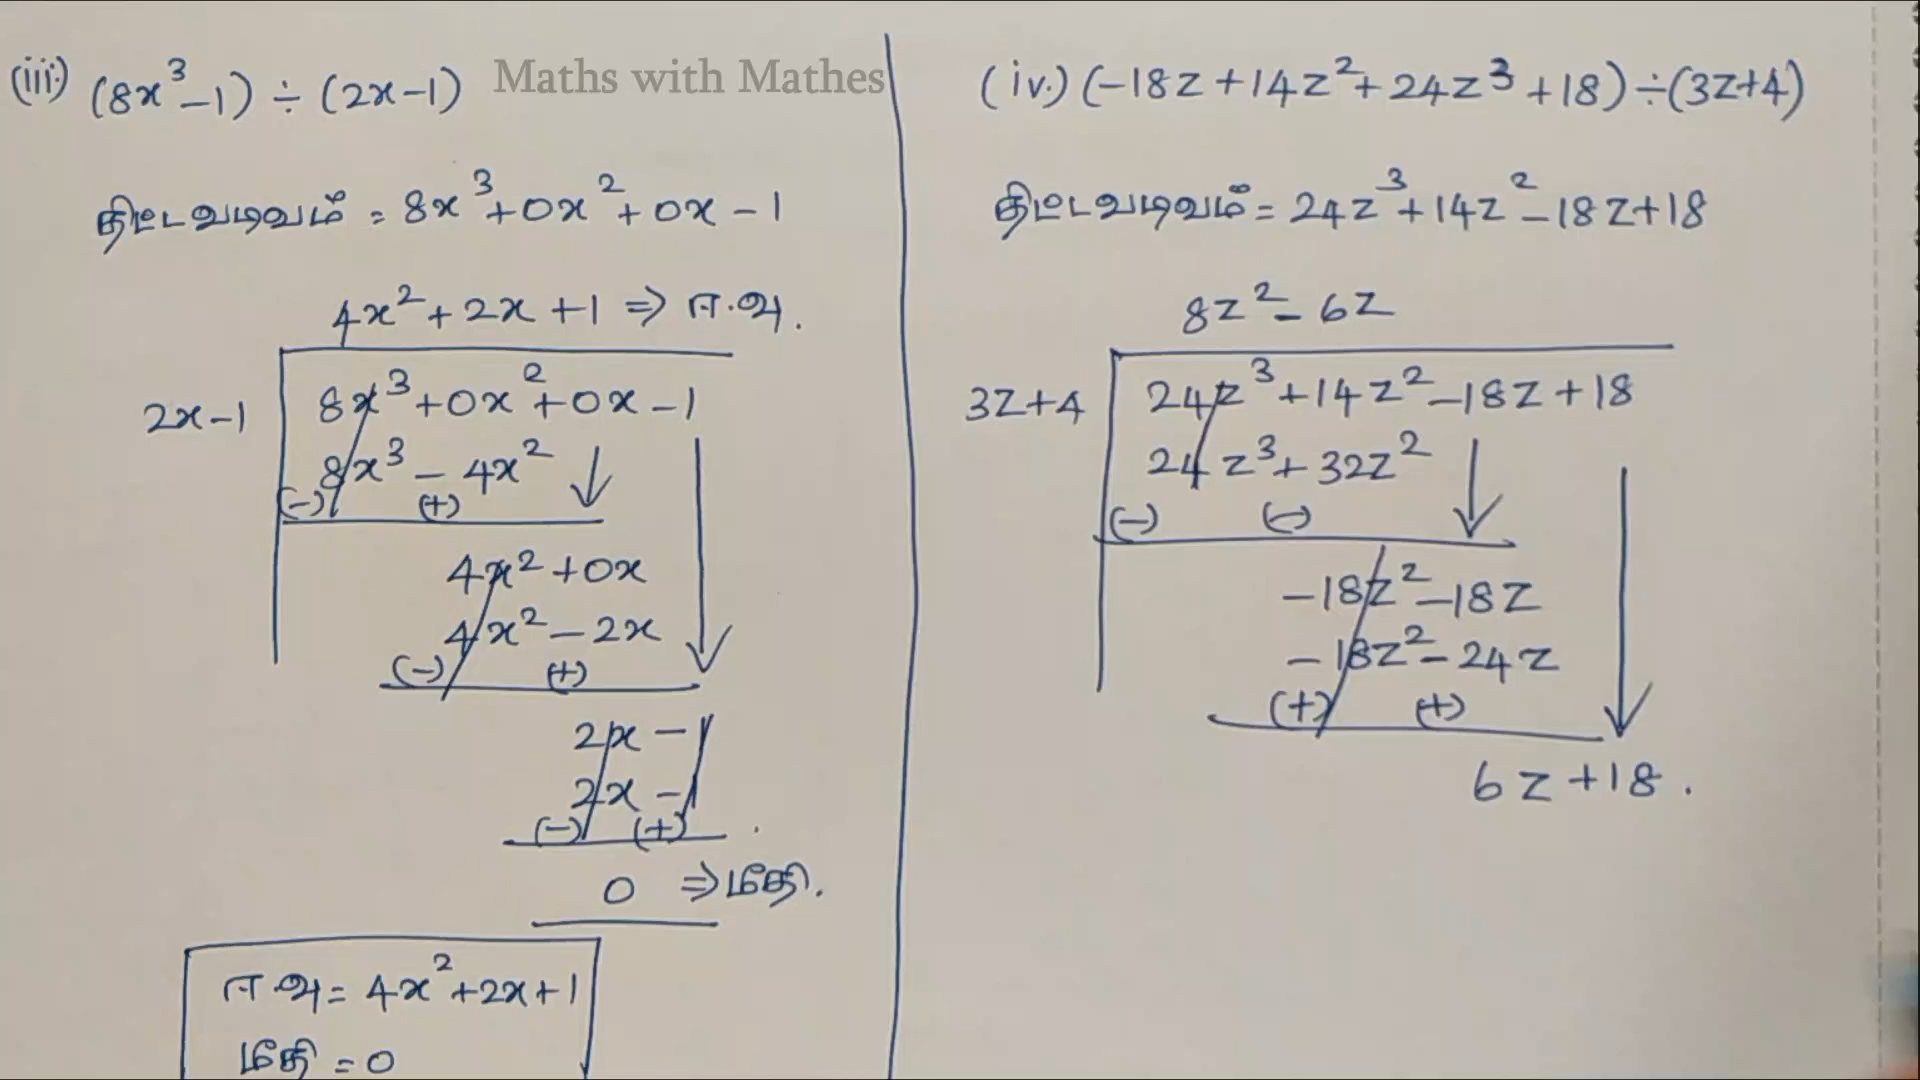 Maths with Mathes
(iii) (8x³-1) ÷ (2x-1)
திட்டவடிவம் = 8x³+0x²+0x-1
4x²+2x+1 ⇒ ஈ.வு.
2x-1
8x³+0x²+0x-1
8x³-4x²
(-) (+)
4x²+0x
4x²-2x
(-) (+)
2x-1
2x-1
(-) (+)
0 ⇒ மீதி.
ஈ.வு = 4x²+2x+1
மீதி = 0
(iv) (-18z+14z²+24z³+18) ÷ (3z+4)
திட்டவடிவம் = 24z³+14z²-18z+18
8z²-6z
3z+4
24z³+14z²-18z+18
24z³+32z²
(-) (-)
-18z²-18z
-18z²-24z
(+) (+)
6z+18.